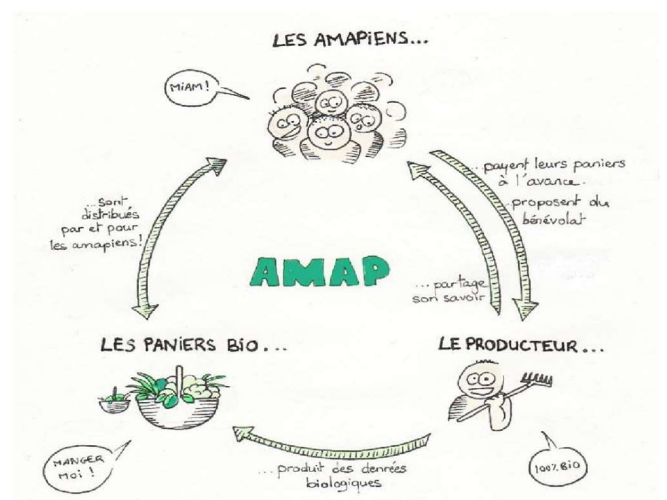 LES AMAPIENS...
MIAM!
...payent leurs paniers
à l'avance.
...proposent du
bénévolat
...sont
distribués
par et pour
les amapiens!
AMAP
...partage
son savoir
LES PANIERS BIO...
LE PRODUCTEUR...
MANGER
MOI !
...produit des denrées
biologiques
100% BIO